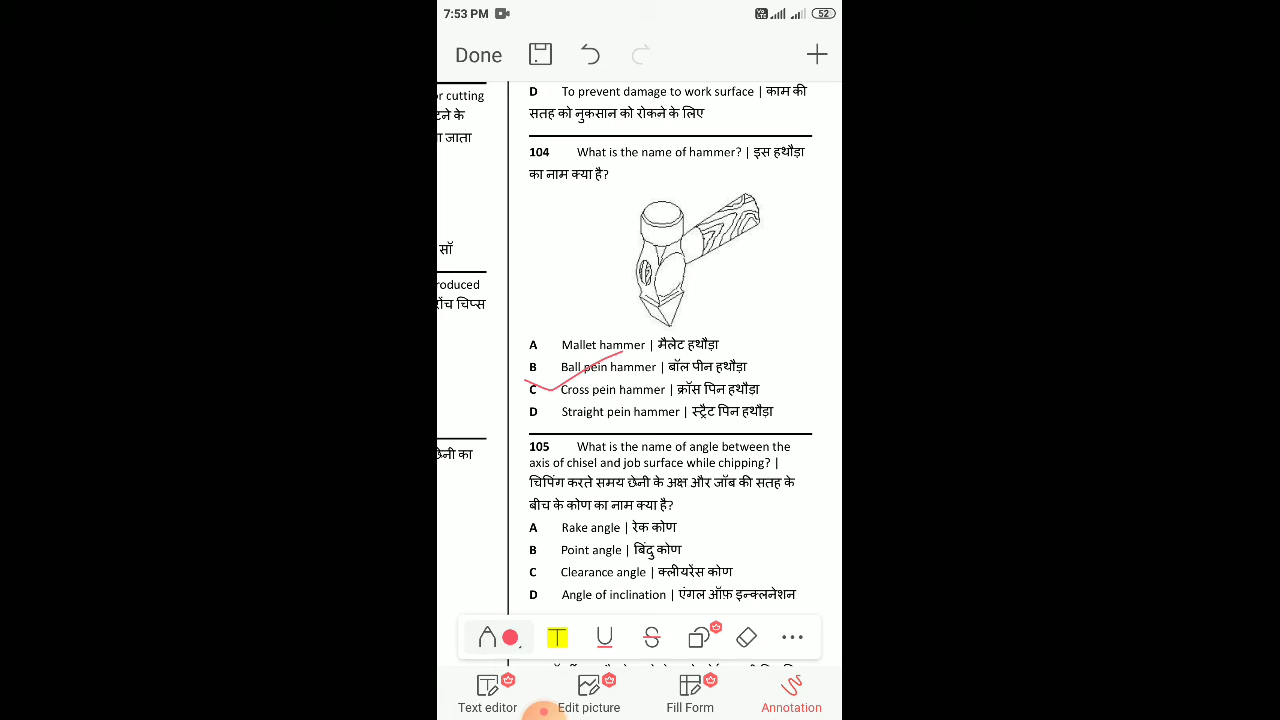 7:53 PM
Vo LTE
52
Done
or cutting
टने के
ा जाता
सॉ
roduced
रोंच चिप्स
छेनी का
D To prevent damage to work surface | काम की
सतह को नुकसान को रोकने के लिए
104 What is the name of hammer? | इस हथौड़ा
का नाम क्या है?
A Mallet hammer | मैलेट हथौड़ा
B Ball pein hammer | बॉल पीन हथौड़ा
C Cross pein hammer | क्रॉस पिन हथौड़ा
D Straight pein hammer | स्ट्रैट पिन हथौड़ा
105 What is the name of angle between the
axis of chisel and job surface while chipping? |
चिपिंग करते समय छेनी के अक्ष और जॉब की सतह के
बीच के कोण का नाम क्या है?
A Rake angle | रेक कोण
B Point angle | बिंदु कोण
C Clearance angle | क्लीयरेंस कोण
D Angle of inclination | एंगल ऑफ़ इन्क्लनेशन
T U S
Text editor
Edit picture
Fill Form
Annotation